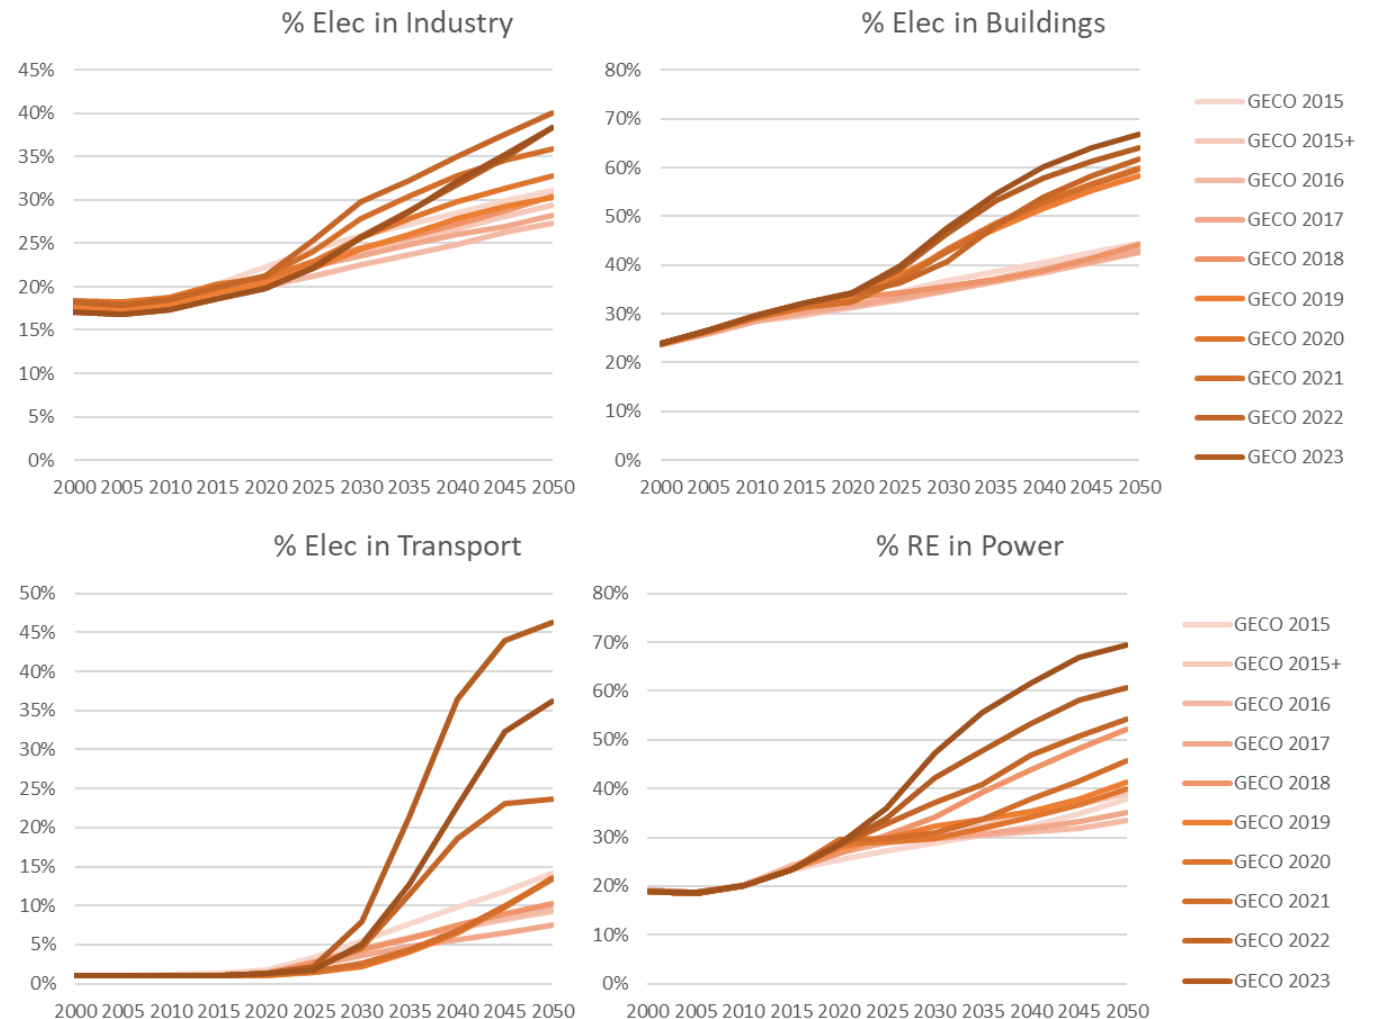 % Elec in Industry
45%
40%
35%
30%
25%
20%
15%
10%
5%
0%
2000 2005 2010 2015 2020 2025 2030 2035 2040 2045 2050
% Elec in Buildings
80%
70%
60%
50%
40%
30%
20%
10%
0%
2000 2005 2010 2015 2020 2025 2030 2035 2040 2045 2050
GECO 2015
GECO 2015+
GECO 2016
GECO 2017
GECO 2018
GECO 2019
GECO 2020
GECO 2021
GECO 2022
GECO 2023
% Elec in Transport
50%
45%
40%
35%
30%
25%
20%
15%
10%
5%
0%
2000 2005 2010 2015 2020 2025 2030 2035 2040 2045 2050
% RE in Power
80%
70%
60%
50%
40%
30%
20%
10%
0%
2000 2005 2010 2015 2020 2025 2030 2035 2040 2045 2050
GECO 2015
GECO 2015+
GECO 2016
GECO 2017
GECO 2018
GECO 2019
GECO 2020
GECO 2021
GECO 2022
GECO 2023